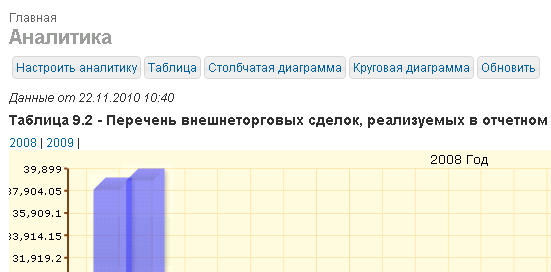 Главная
Аналитика
Настроить аналитику Таблица Столбчатая диаграмма Круговая диаграмма Обновить
Данные от 22.11.2010 10:40
Таблица 9.2 - Перечень внешнеторговых сделок, реализуемых в отчетном
2008 | 2009 |
2008 Год
39,899
37,904.05
35,909.1
33,914.15
31,919.2